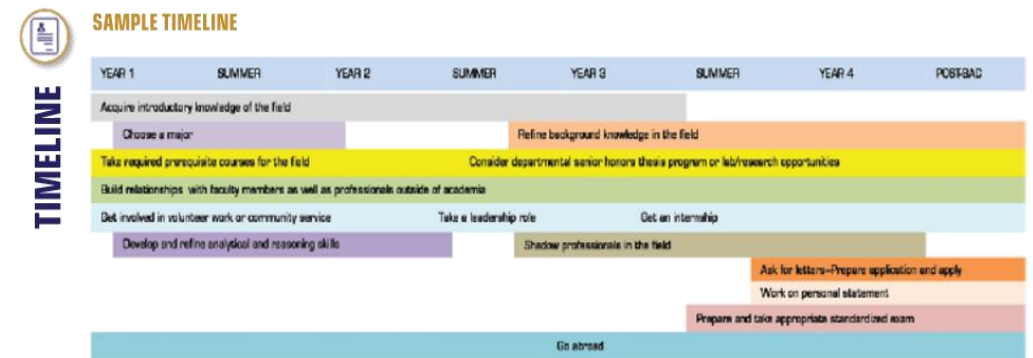 SAMPLE TIMELINE
TIMELINE
YEAR 1 SUMMER YEAR 2 SUMMER YEAR 3 SUMMER YEAR 4 POST-BAC
Acquire introductory knowledge of the field
Choose a major Refine background knowledge in the field
Take required prerequisite courses for the field Consider departmental senior honors thesis program or lab/research opportunities
Build relationships with faculty members as well as professionals outside of academia
Get involved in volunteer work or community service Take a leadership role Get an internship
Develop and refine analytical and reasoning skills Shadow professionals in the field
Ask for letters–Prepare application and apply
Work on personal statement
Prepare and take appropriate standardized exam
Go abroad